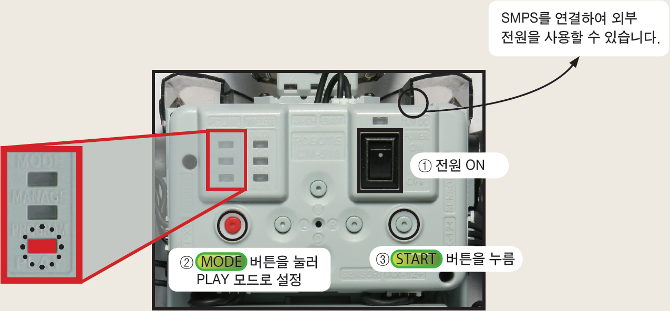 SMPS를 연결하여 외부
전원을 사용할 수 있습니다.
① 전원 ON
② MODE 버튼을 눌러
PLAY 모드로 설정
③ START 버튼을 누름
MODE
MANAGE